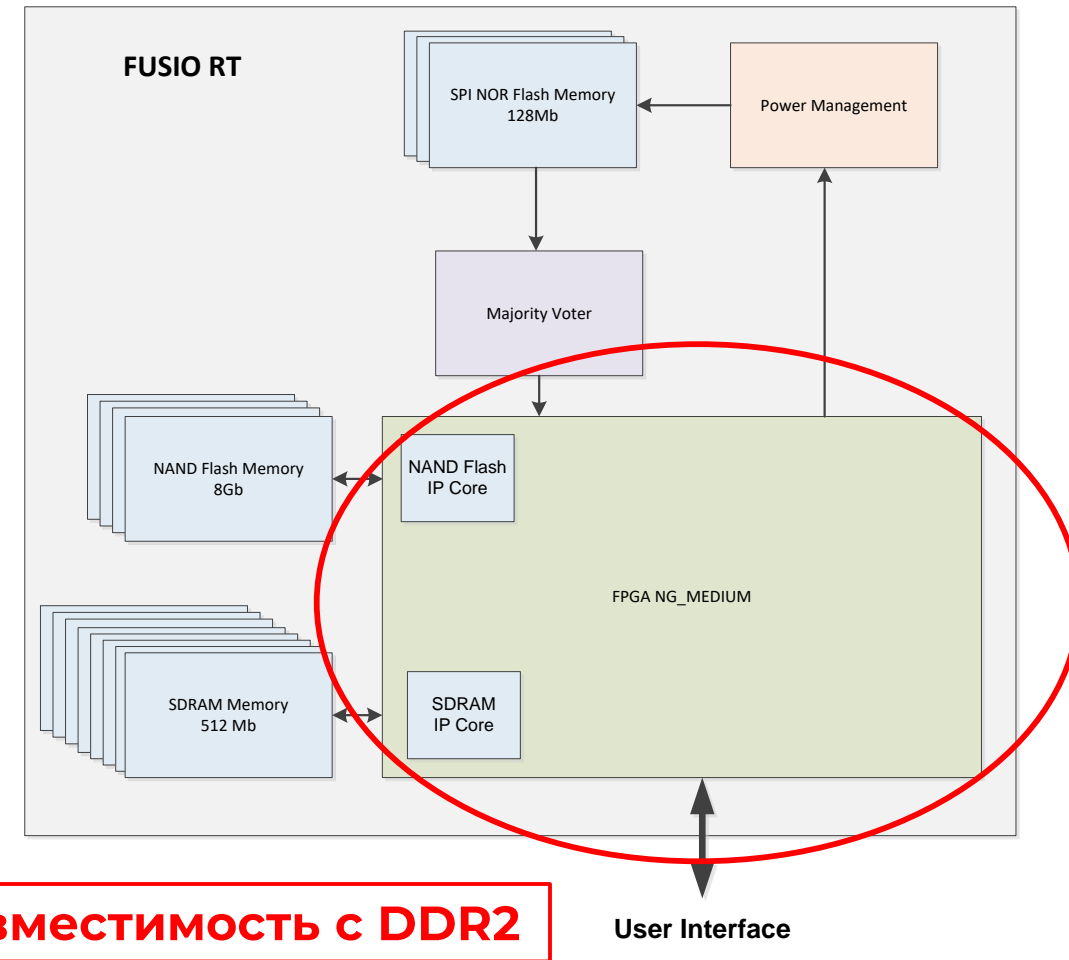 FUSIO RT
SPI NOR Flash Memory
128Mb
Power Management
Majority Voter
NAND Flash Memory
8Gb
NAND Flash
IP Core
FPGA NG_MEDIUM
SDRAM Memory
512 Mb
SDRAM
IP Core
вместимость с DDR2
User Interface